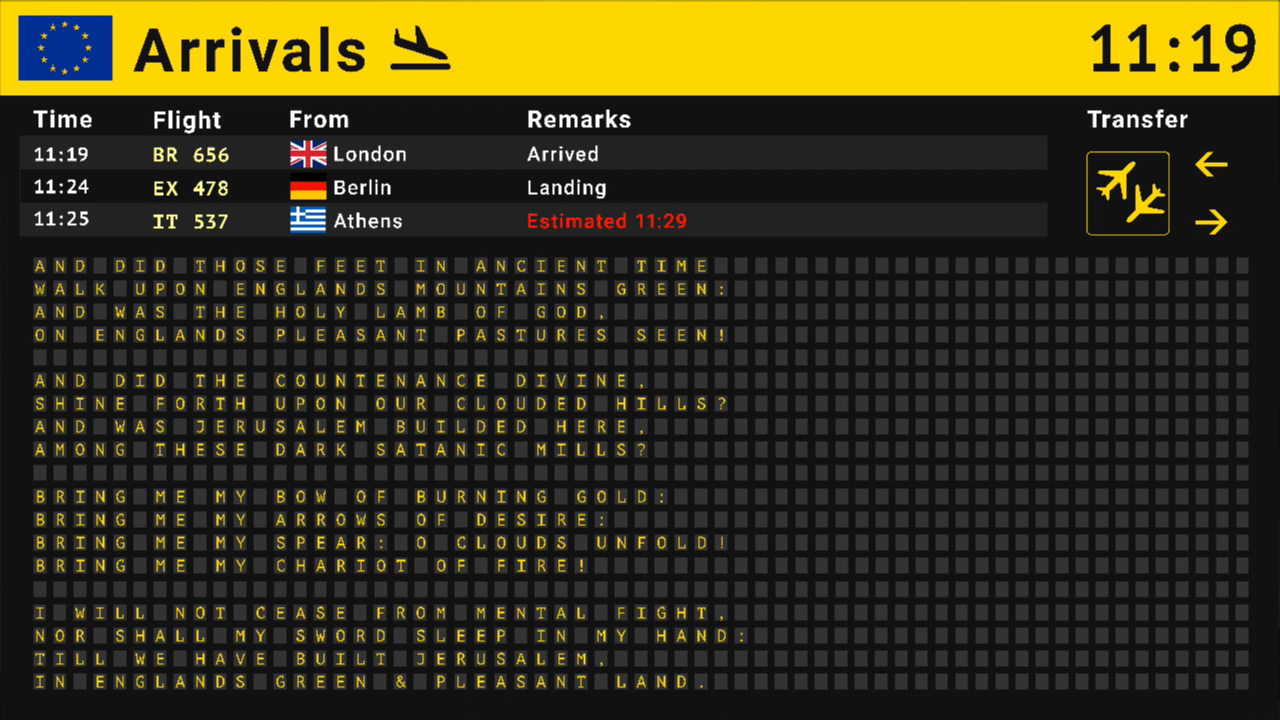 Arrivals 11:19
Time Flight From Remarks Transfer
11:19 BR 656 London Arrived
11:24 EX 478 Berlin Landing
11:25 IT 537 Athens Estimated 11:29
AND DID THOSE FEET IN ANCIENT TIME
WALK UPON ENGLANDS MOUNTAINS GREEN:
AND WAS THE HOLY LAMB OF GOD,
ON ENGLANDS PLEASANT PASTURES SEEN!
AND DID THE COUNTENANCE DIVINE,
SHINE FORTH UPON OUR CLOUDED HILLS?
AND WAS JERUSALEM BUILDED HERE,
AMONG THESE DARK SATANIC MILLS?
BRING ME MY BOW OF BURNING GOLD:
BRING ME MY ARROWS OF DESIRE:
BRING ME MY SPEAR: O CLOUDS UNFOLD!
BRING ME MY CHARIOT OF FIRE!
I WILL NOT CEASE FROM MENTAL FIGHT,
NOR SHALL MY SWORD SLEEP IN MY HAND:
TILL WE HAVE BUILT JERUSALEM,
IN ENGLANDS GREEN & PLEASANT LAND.